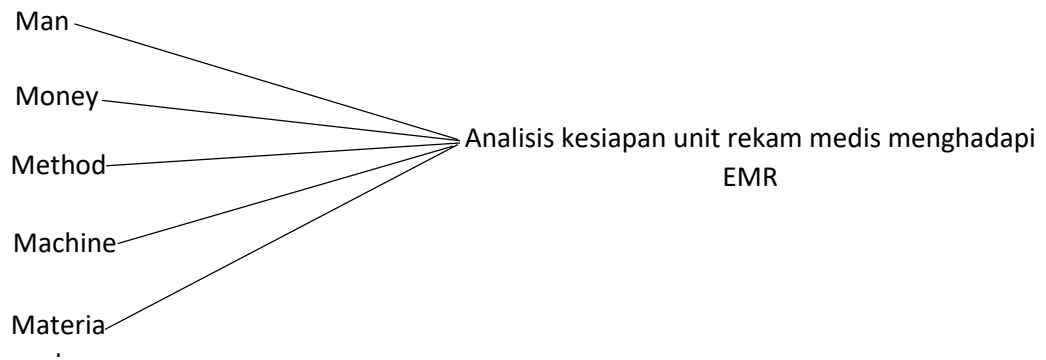 Man
Money
Method
Machine
Materia
l
Analisis kesiapan unit rekam medis menghadapi
EMR